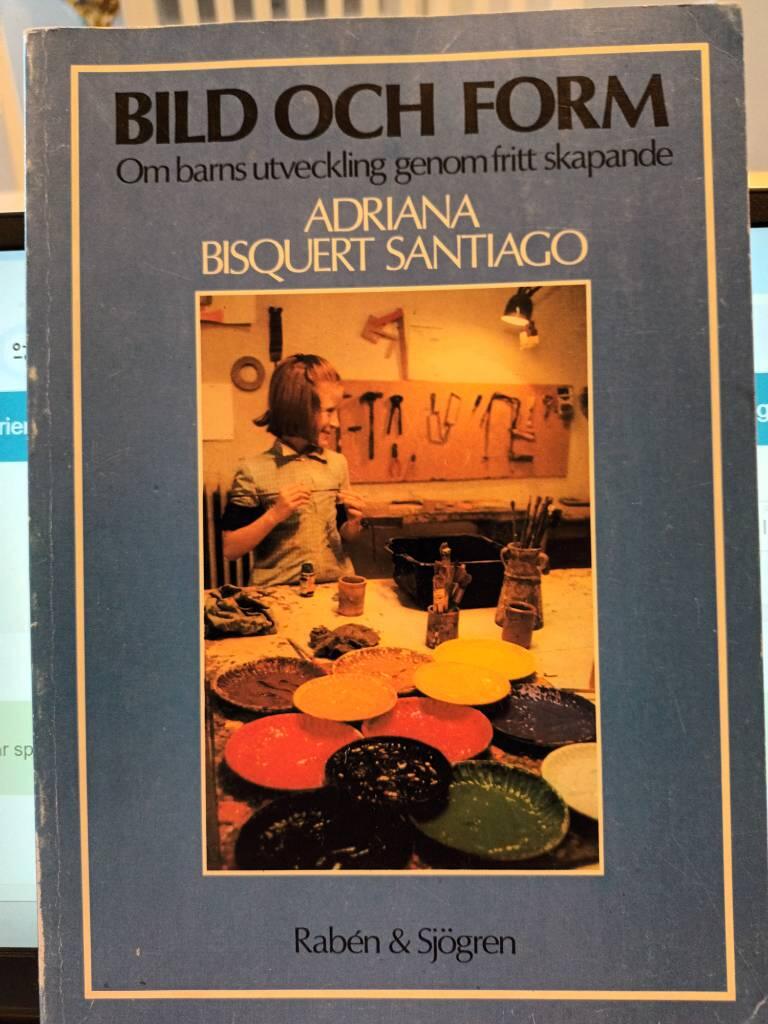 BILD OCH FORM
Om barns utveckling genom fritt skapande
ADRIANA
BISQUERT SANTIAGO
Rabén & Sjögren